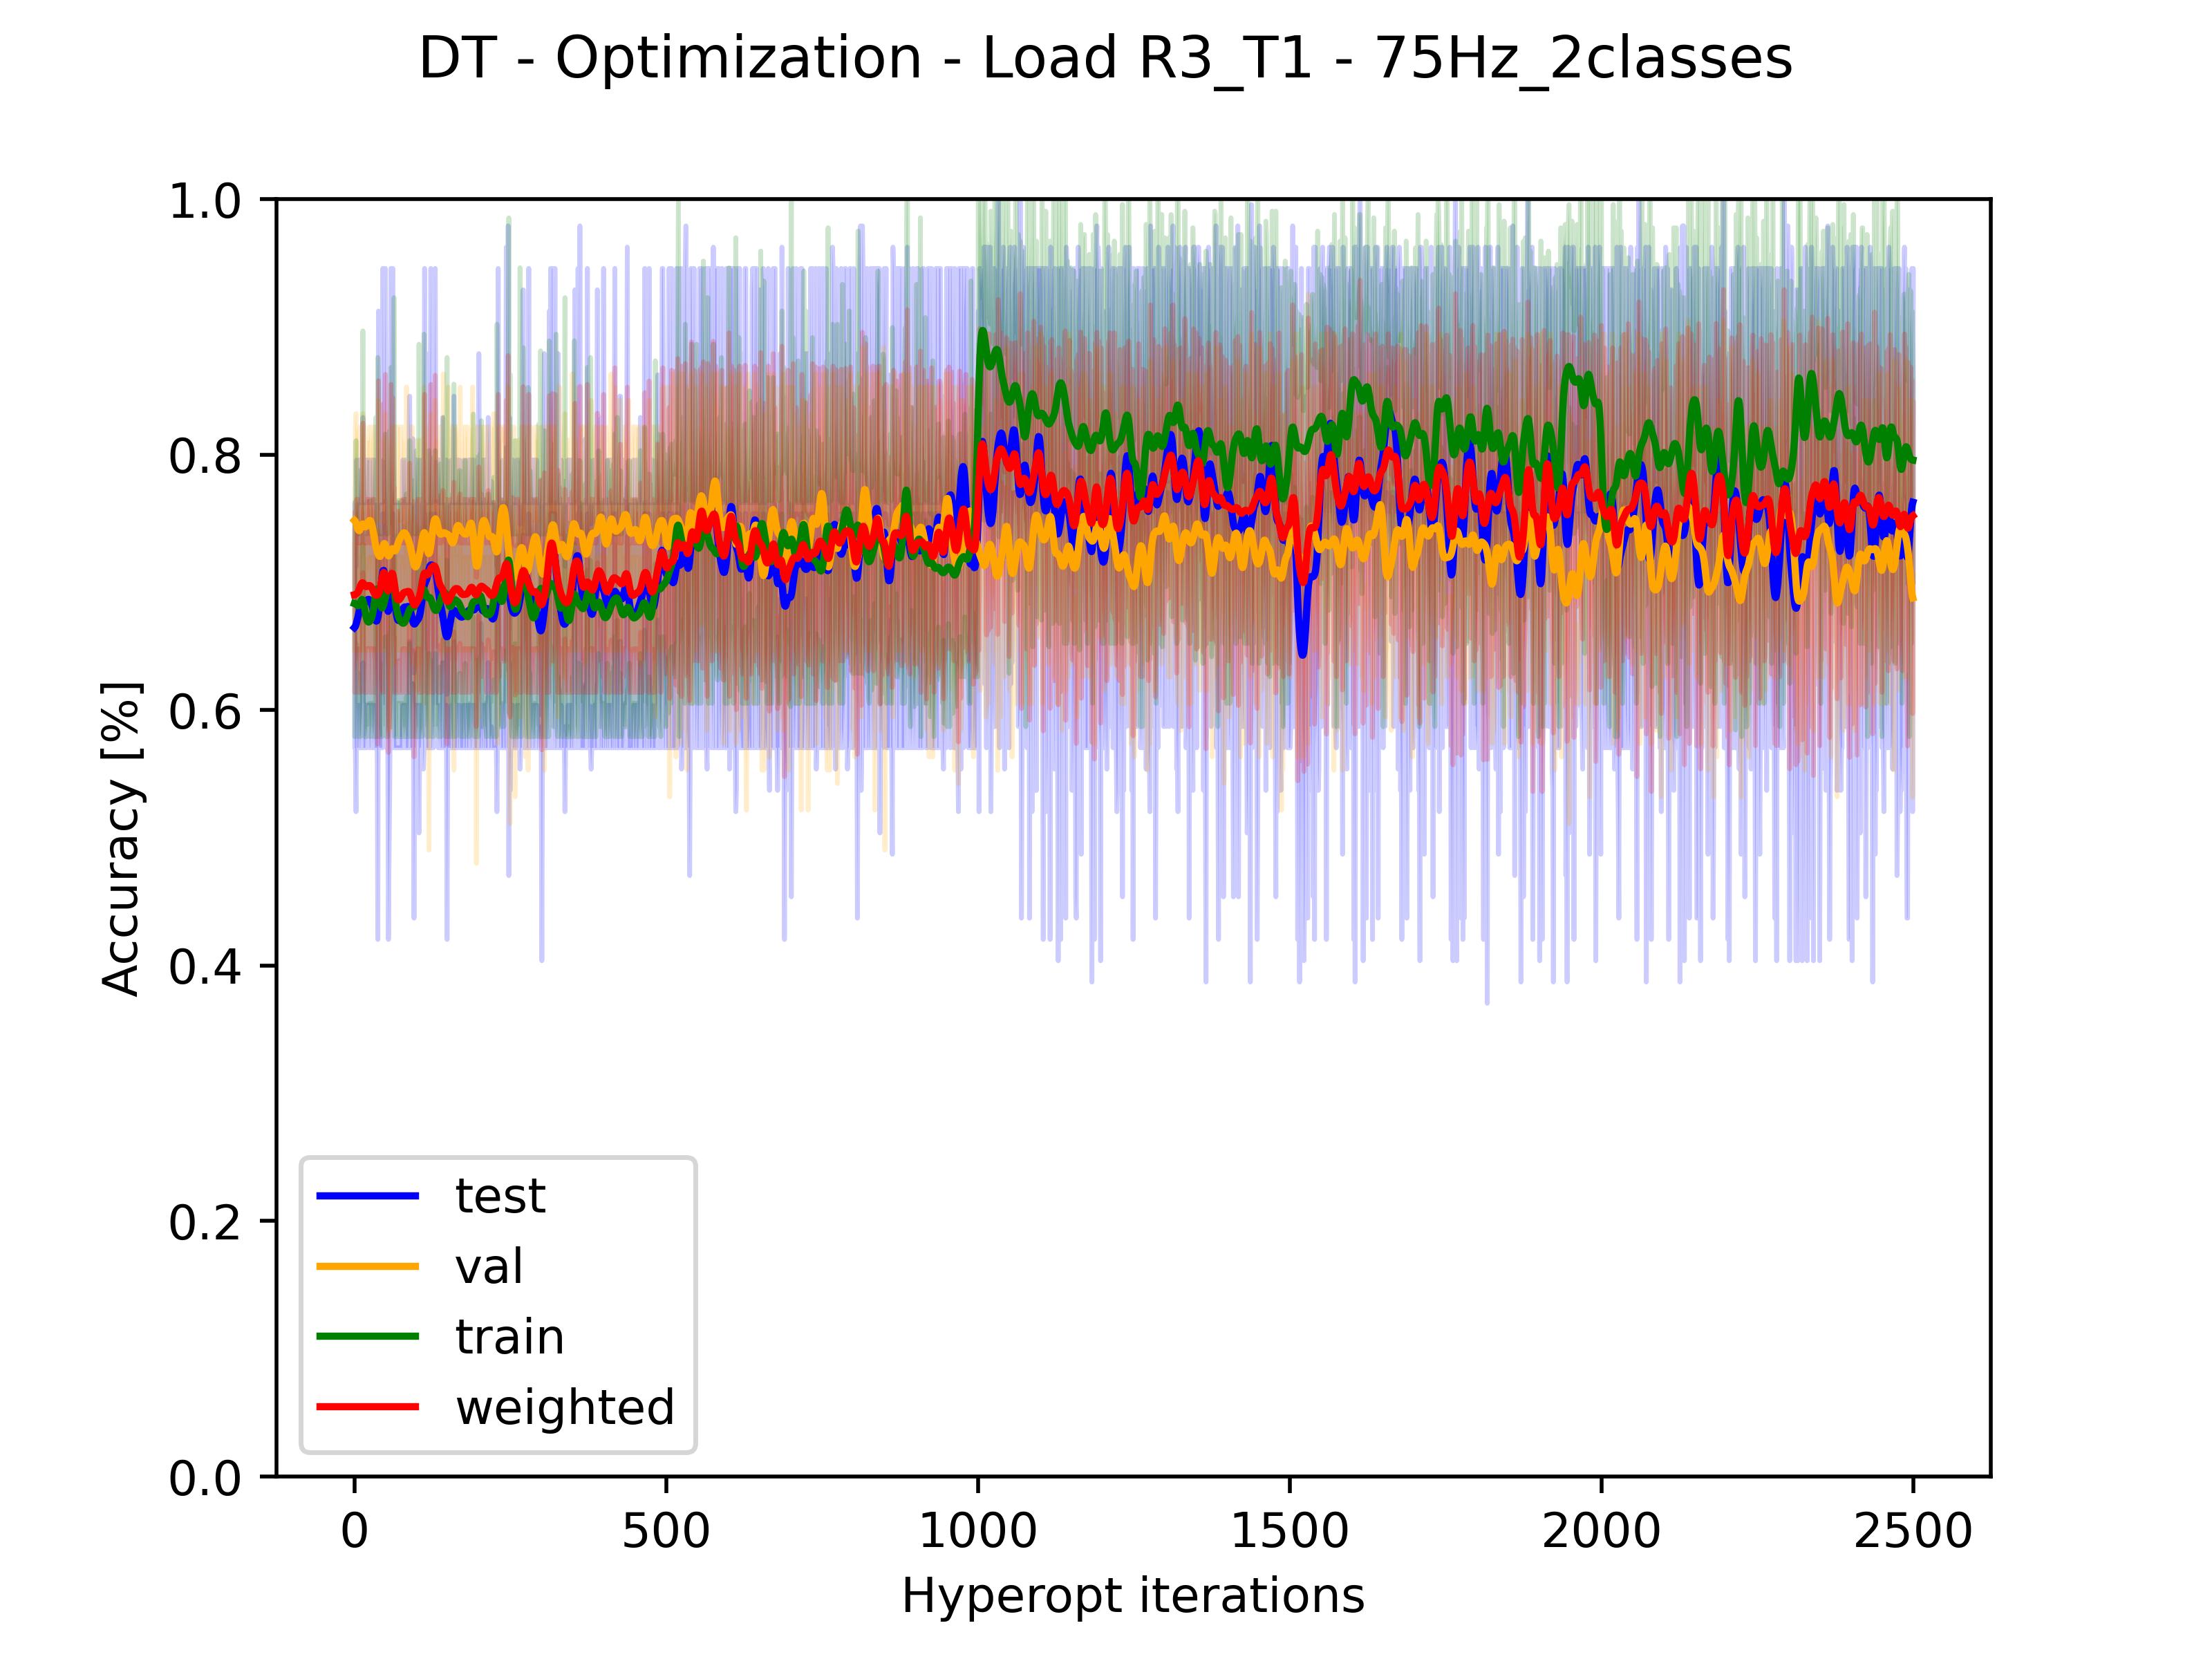 DT - Optimization - Load R3_T1 - 75Hz_2classes
1.0
0.8
0.6
0.4
0.2
0.0
Accuracy [%]
test
val
train
weighted
0 500 1000 1500 2000 2500
Hyperopt iterations